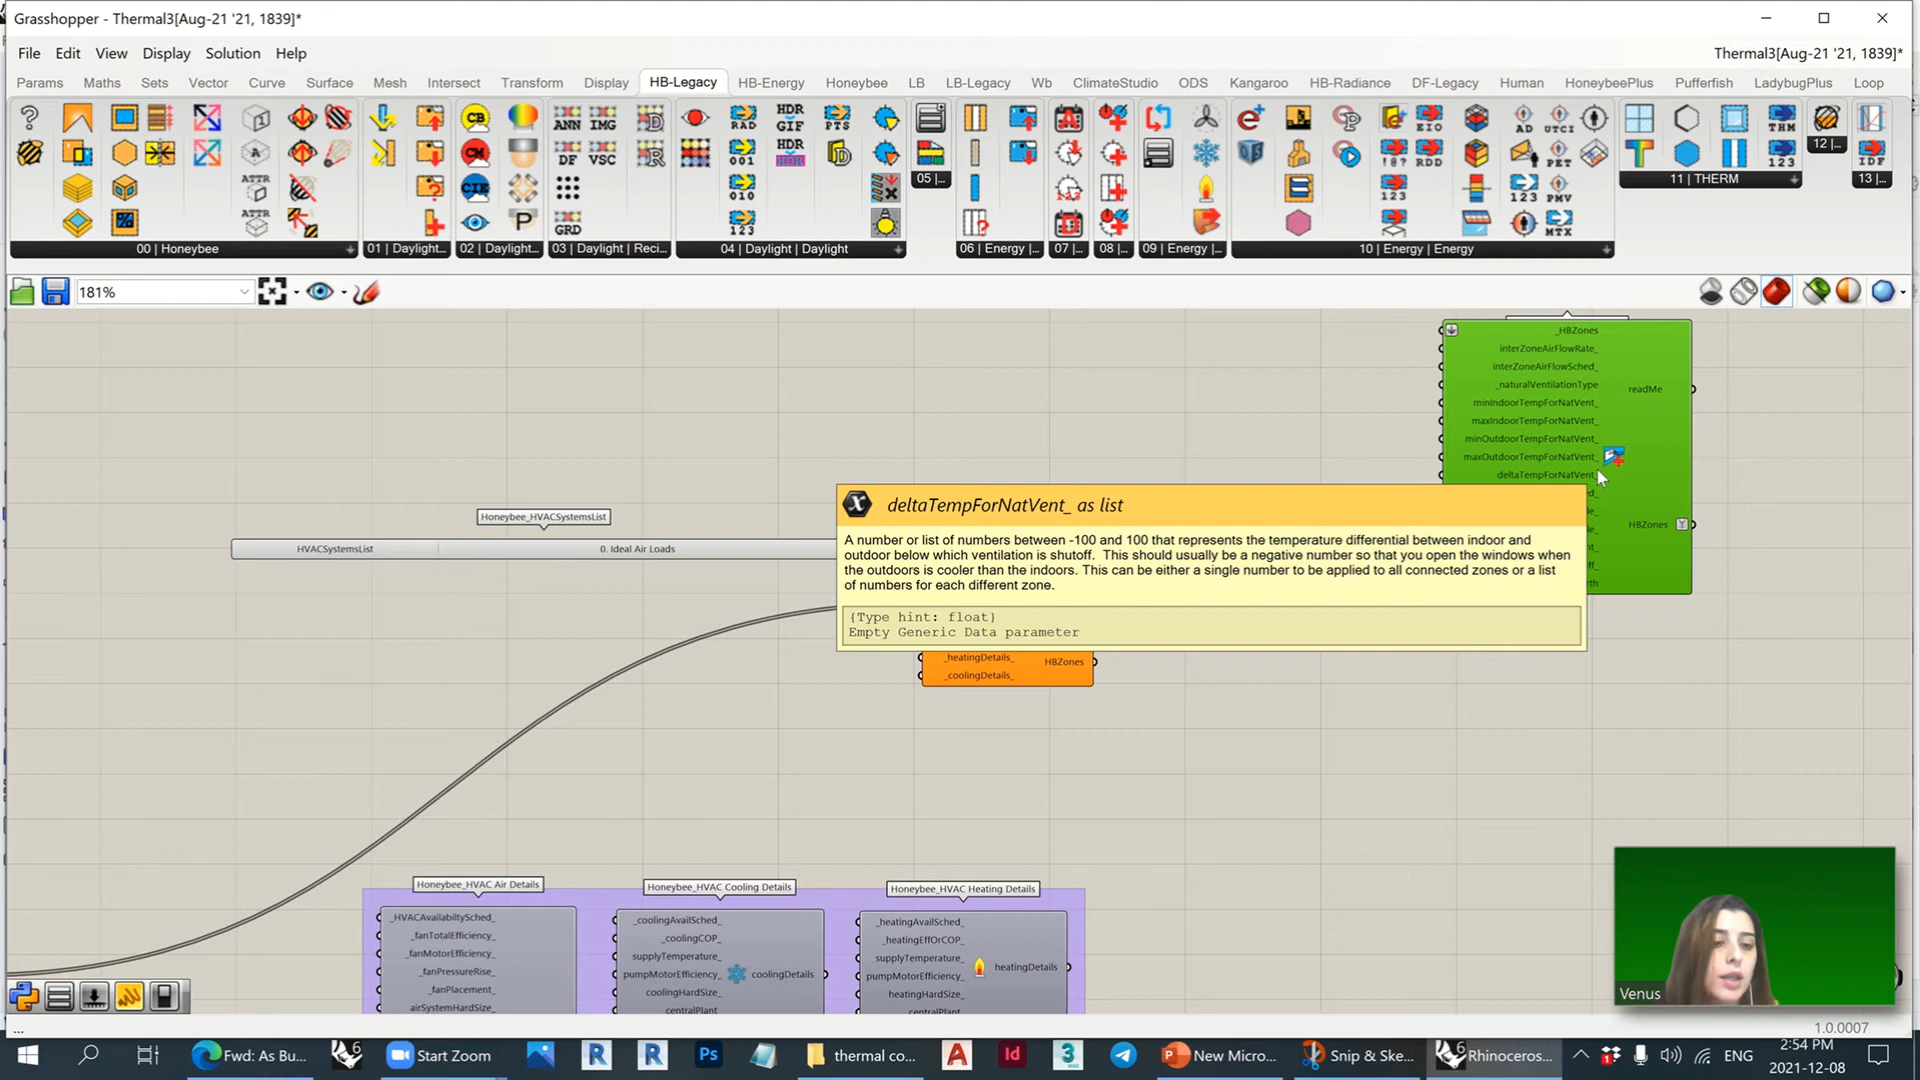 Grasshopper - Thermal3[Aug-21 '21, 1839]*
File Edit View Display Solution Help
Thermal3[Aug-21 '21, 1839]*
Params Maths Sets Vector Curve Surface Mesh Intersect Transform Display HB-Legacy HB-Energy Honeybee LB LB-Legacy Wb ClimateStudio ODS Kangaroo HB-Radiance DF-Legacy Human HoneybeePlus Pufferfish LadybugPlus Loop
00 | Honeybee 01 | Daylight... 02 | Daylight... 03 | Daylight | Reci... 04 | Daylight | Daylight 05 |... 06 | Energy |... 07 |... 08 |... 09 | Energy |... 10 | Energy | Energy 11 | THERM 12 |... 13 |...
181%
_HBZones
interZoneAirFlowRate_
interZoneAirFlowSched_
_naturalVentilationType
readMe
minIndoorTempForNatVent_
maxIndoorTempForNatVent_
minOutdoorTempForNatVent_
maxOutdoorTempForNatVent_
deltaTempForNatVent_
HBZones
deltaTempForNatVent_ as list
A number or list of numbers between -100 and 100 that represents the temperature differential between indoor and
outdoor below which ventilation is shutoff. This should usually be a negative number so that you open the windows when
the outdoors is cooler than the indoors. This can be either a single number to be applied to all connected zones or a list
of numbers for each different zone.
{Type hint: float}
Empty Generic Data parameter
Honeybee_HVACSystemsList
HVACSystemsList 0. Ideal Air Loads
_heatingDetails_
HBZones
_coolingDetails_
Honeybee_HVAC Air Details
_HVACAvailabiltySched_
_fanTotalEfficiency_
_fanMotorEfficiency_
_fanPressureRise_
_fanPlacement_
airSystemHardSize_
Honeybee_HVAC Cooling Details
_coolingAvailSched_
_coolingCOP_
supplyTemperature_
pumpMotorEfficiency_
coolingDetails
coolingHardSize_
centralPlant
Honeybee_HVAC Heating Details
_heatingAvailSched_
_heatingEffOrCOP_
supplyTemperature_
pumpMotorEfficiency_
heatingDetails
heatingHardSize_
centralPlant
Venus
...
1.0.0007
Fwd: As Bu...
Start Zoom
thermal co...
New Micro...
Snip & Ske...
Rhinoceros...
ENG
2:54 PM
2021-12-08